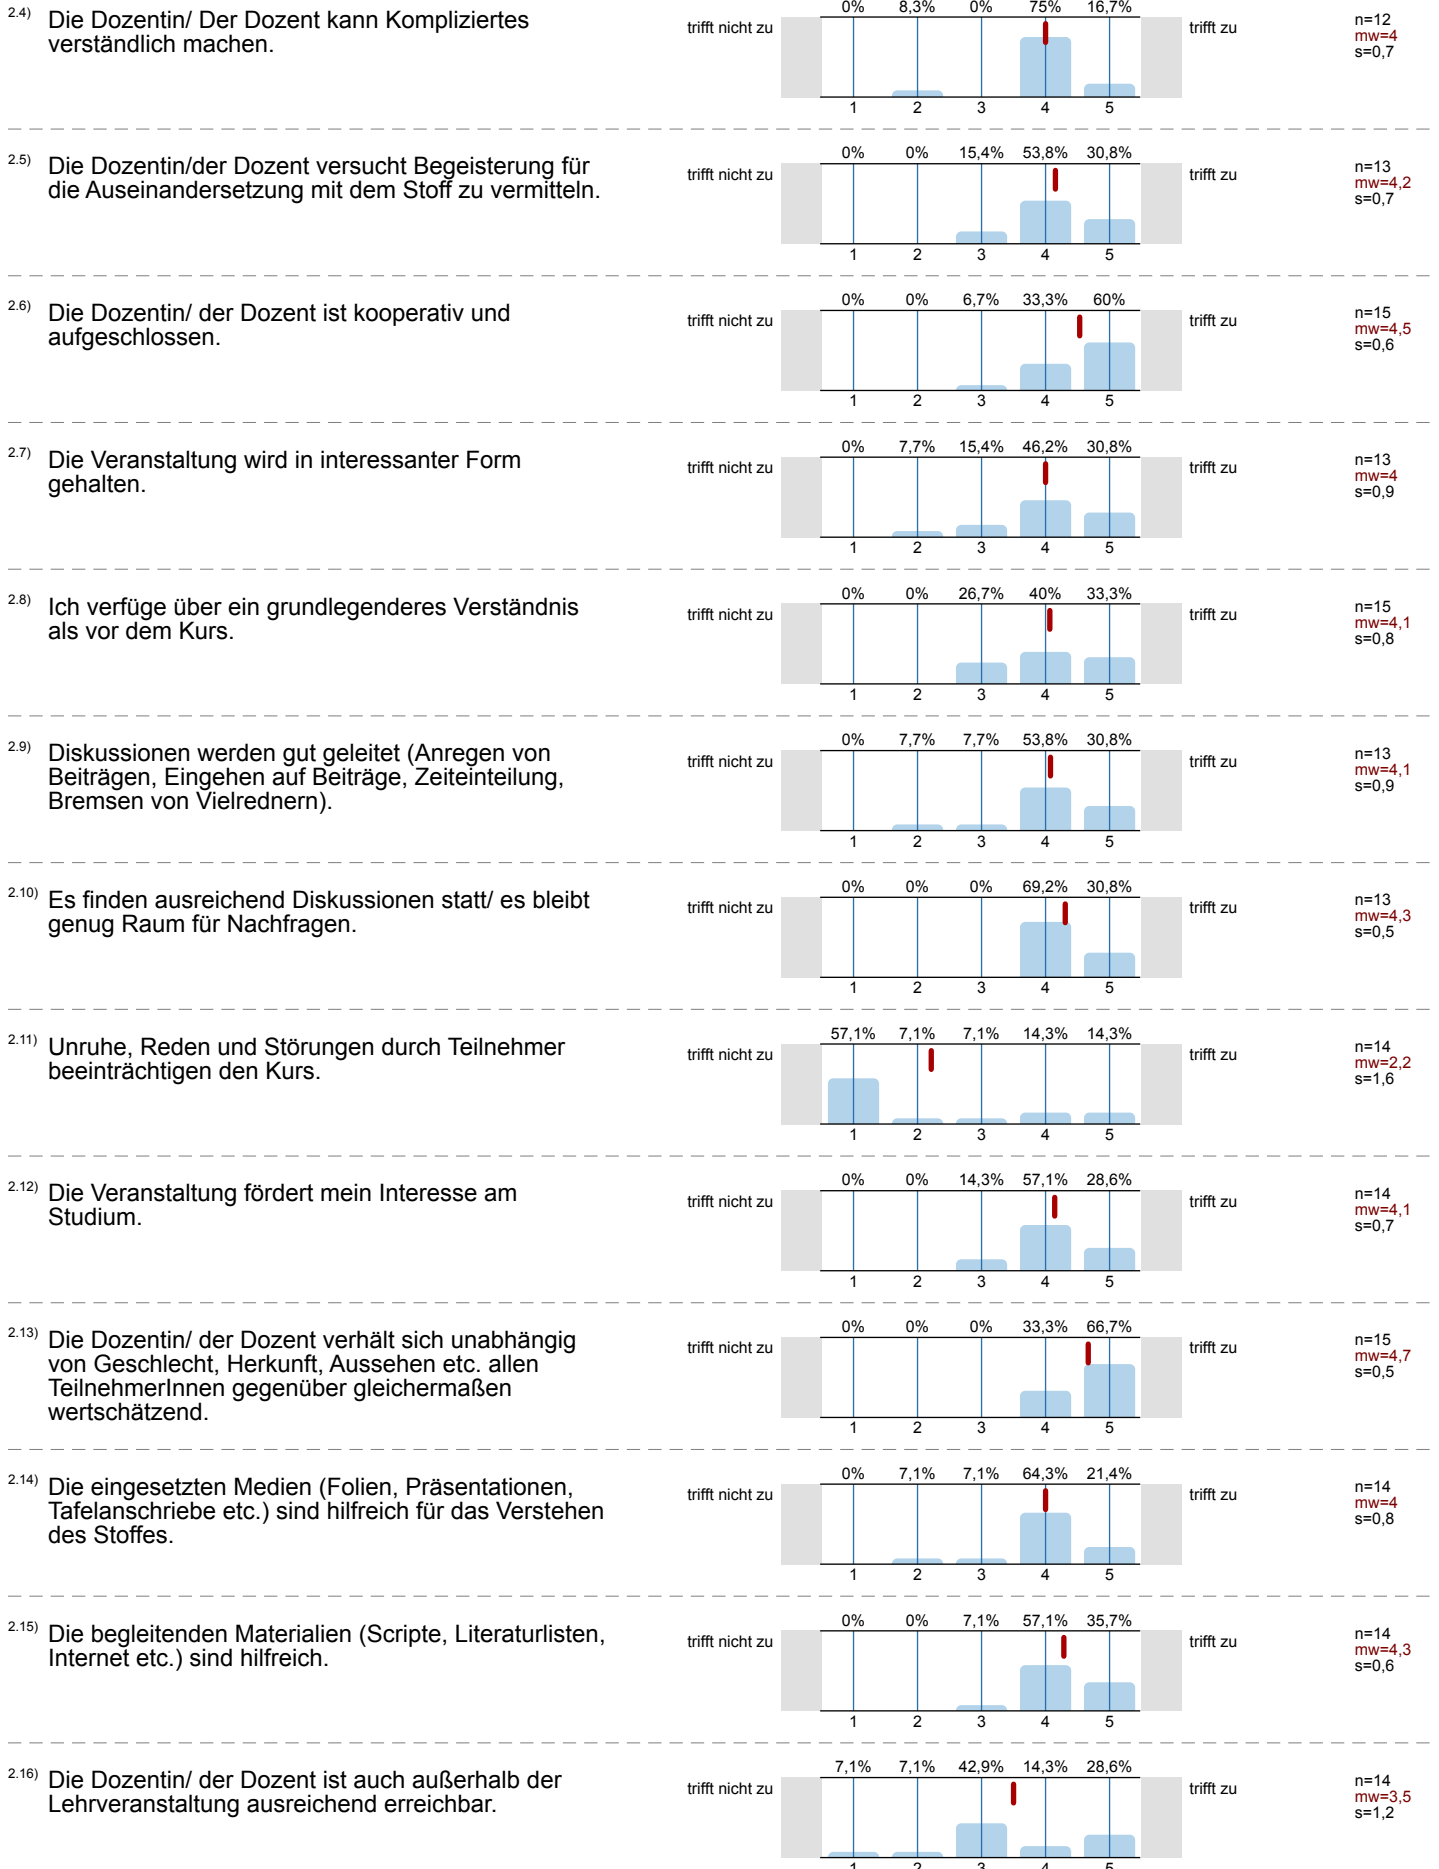 2.4) Die Dozentin/ Der Dozent kann Kompliziertes
verständlich machen.
trifft nicht zu
0% 8,3% 0% 75% 16,7%
1 2 3 4 5
trifft zu
n=12
mw=4
s=0,7
2.5) Die Dozentin/der Dozent versucht Begeisterung für
die Auseinandersetzung mit dem Stoff zu vermitteln.
trifft nicht zu
0% 0% 15,4% 53,8% 30,8%
1 2 3 4 5
trifft zu
n=13
mw=4,2
s=0,7
2.6) Die Dozentin/ der Dozent ist kooperativ und
aufgeschlossen.
trifft nicht zu
0% 0% 6,7% 33,3% 60%
1 2 3 4 5
trifft zu
n=15
mw=4,5
s=0,6
2.7) Die Veranstaltung wird in interessanter Form
gehalten.
trifft nicht zu
0% 7,7% 15,4% 46,2% 30,8%
1 2 3 4 5
trifft zu
n=13
mw=4
s=0,9
2.8) Ich verfüge über ein grundlegenderes Verständnis
als vor dem Kurs.
trifft nicht zu
0% 0% 26,7% 40% 33,3%
1 2 3 4 5
trifft zu
n=15
mw=4,1
s=0,8
2.9) Diskussionen werden gut geleitet (Anregen von
Beiträgen, Eingehen auf Beiträge, Zeiteinteilung,
Bremsen von Vielrednern).
trifft nicht zu
0% 7,7% 7,7% 53,8% 30,8%
1 2 3 4 5
trifft zu
n=13
mw=4,1
s=0,9
2.10) Es finden ausreichend Diskussionen statt/ es bleibt
genug Raum für Nachfragen.
trifft nicht zu
0% 0% 0% 69,2% 30,8%
1 2 3 4 5
trifft zu
n=13
mw=4,3
s=0,5
2.11) Unruhe, Reden und Störungen durch Teilnehmer
beeinträchtigen den Kurs.
trifft nicht zu
57,1% 7,1% 7,1% 14,3% 14,3%
1 2 3 4 5
trifft zu
n=14
mw=2,2
s=1,6
2.12) Die Veranstaltung fördert mein Interesse am
Studium.
trifft nicht zu
0% 0% 14,3% 57,1% 28,6%
1 2 3 4 5
trifft zu
n=14
mw=4,1
s=0,7
2.13) Die Dozentin/ der Dozent verhält sich unabhängig
von Geschlecht, Herkunft, Aussehen etc. allen
TeilnehmerInnen gegenüber gleichermaßen
wertschätzend.
trifft nicht zu
0% 0% 0% 33,3% 66,7%
1 2 3 4 5
trifft zu
n=15
mw=4,7
s=0,5
2.14) Die eingesetzten Medien (Folien, Präsentationen,
Tafelanschriebe etc.) sind hilfreich für das Verstehen
des Stoffes.
trifft nicht zu
0% 7,1% 7,1% 64,3% 21,4%
1 2 3 4 5
trifft zu
n=14
mw=4
s=0,8
2.15) Die begleitenden Materialien (Scripte, Literaturlisten,
Internet etc.) sind hilfreich.
trifft nicht zu
0% 0% 7,1% 57,1% 35,7%
1 2 3 4 5
trifft zu
n=14
mw=4,3
s=0,6
2.16) Die Dozentin/ der Dozent ist auch außerhalb der
Lehrveranstaltung ausreichend erreichbar.
trifft nicht zu
7,1% 7,1% 42,9% 14,3% 28,6%
1 2 3 4 5
trifft zu
n=14
mw=3,5
s=1,2